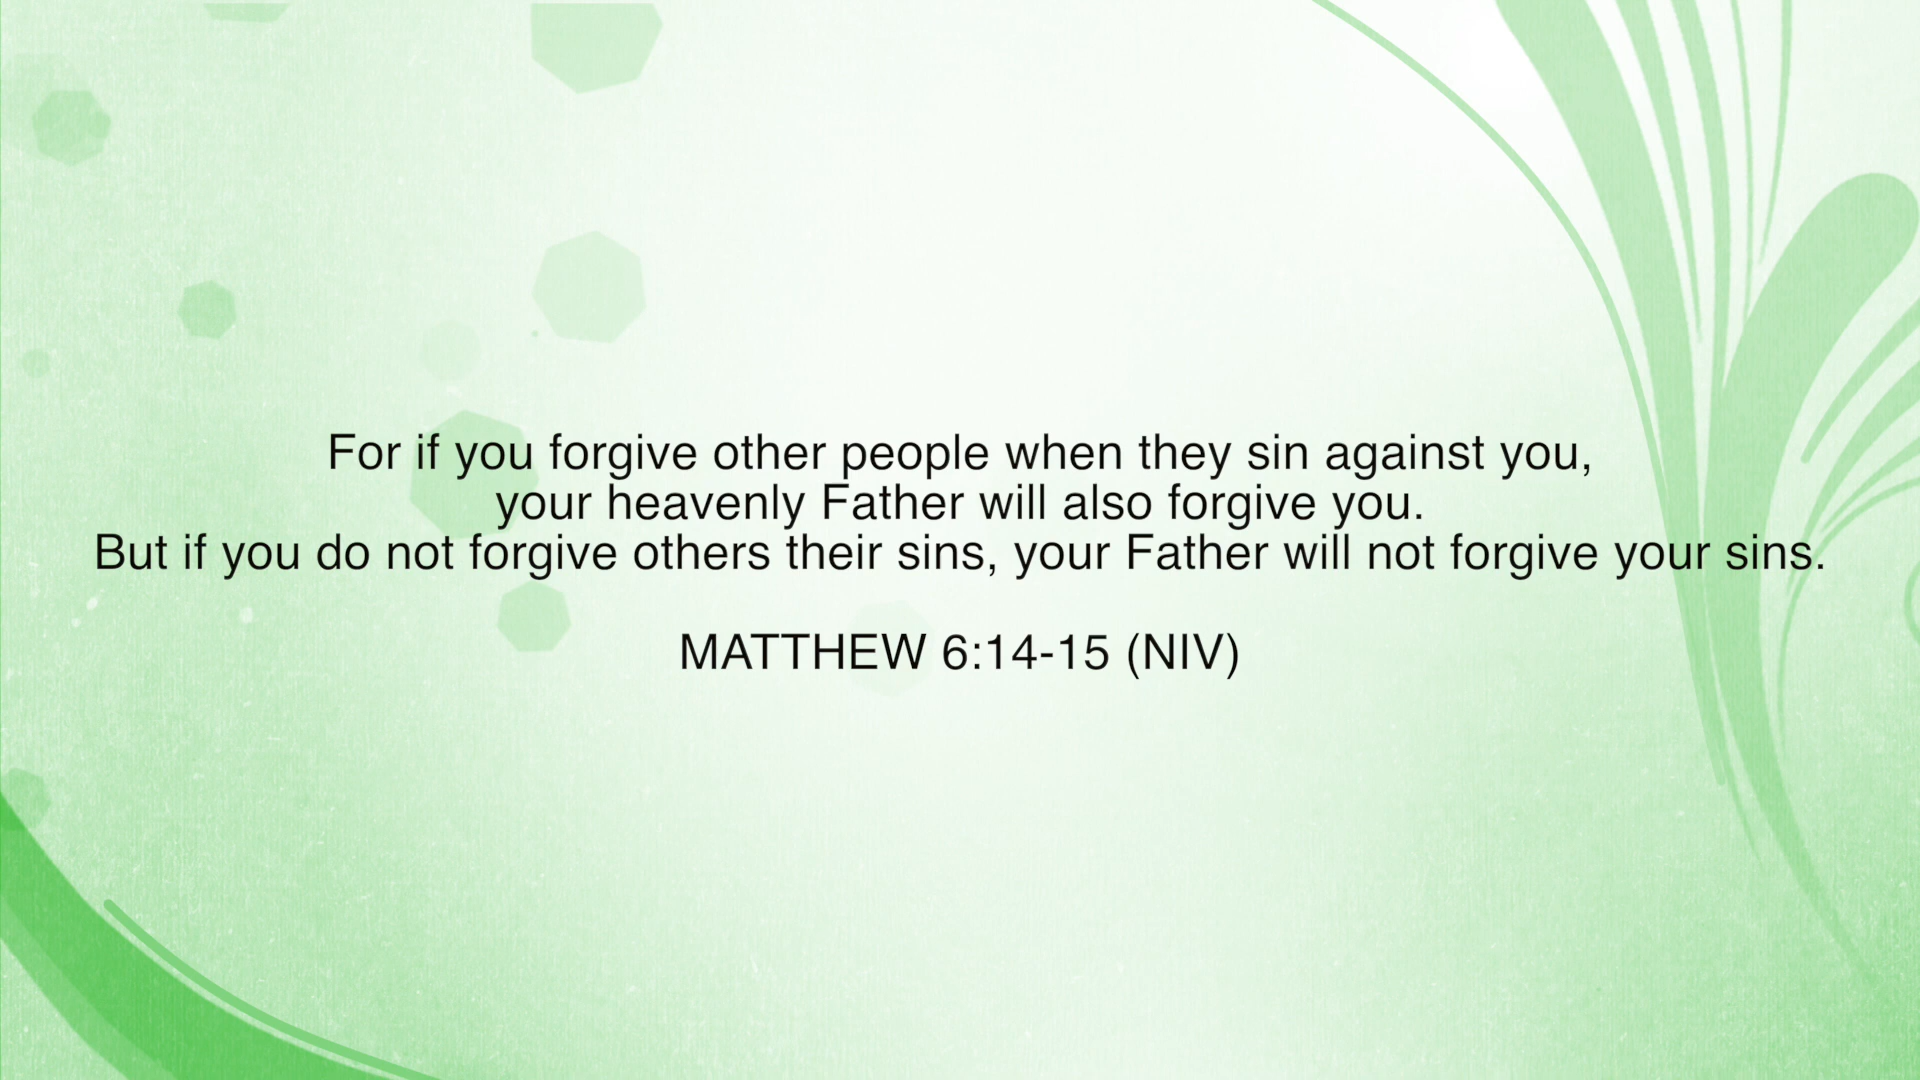 For if you forgive other people when they sin against you,
your heavenly Father will also forgive you.
But if you do not forgive others their sins, your Father will not forgive your sins.
MATTHEW 6:14-15 (NIV)